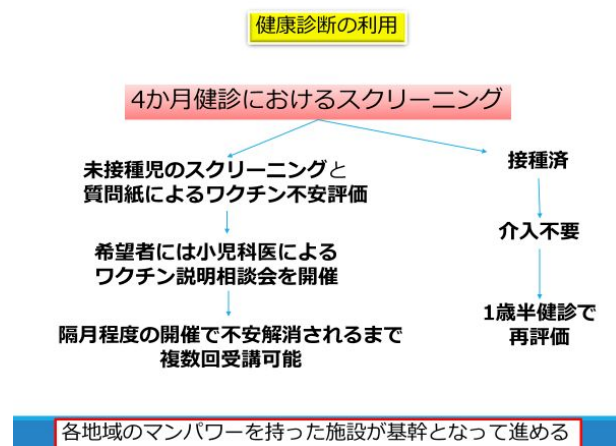 健康診断の利用
4か月健診におけるスクリーニング
未接種児のスクリーニングと
質問紙によるワクチン不安評価
接種済
希望者には小児科医による
ワクチン説明相談会を開催
介入不要
隔月程度の開催で不安解消されるまで
複数回受講可能
1歳半健診で
再評価
各地域のマンパワーを持った施設が基幹となって進める